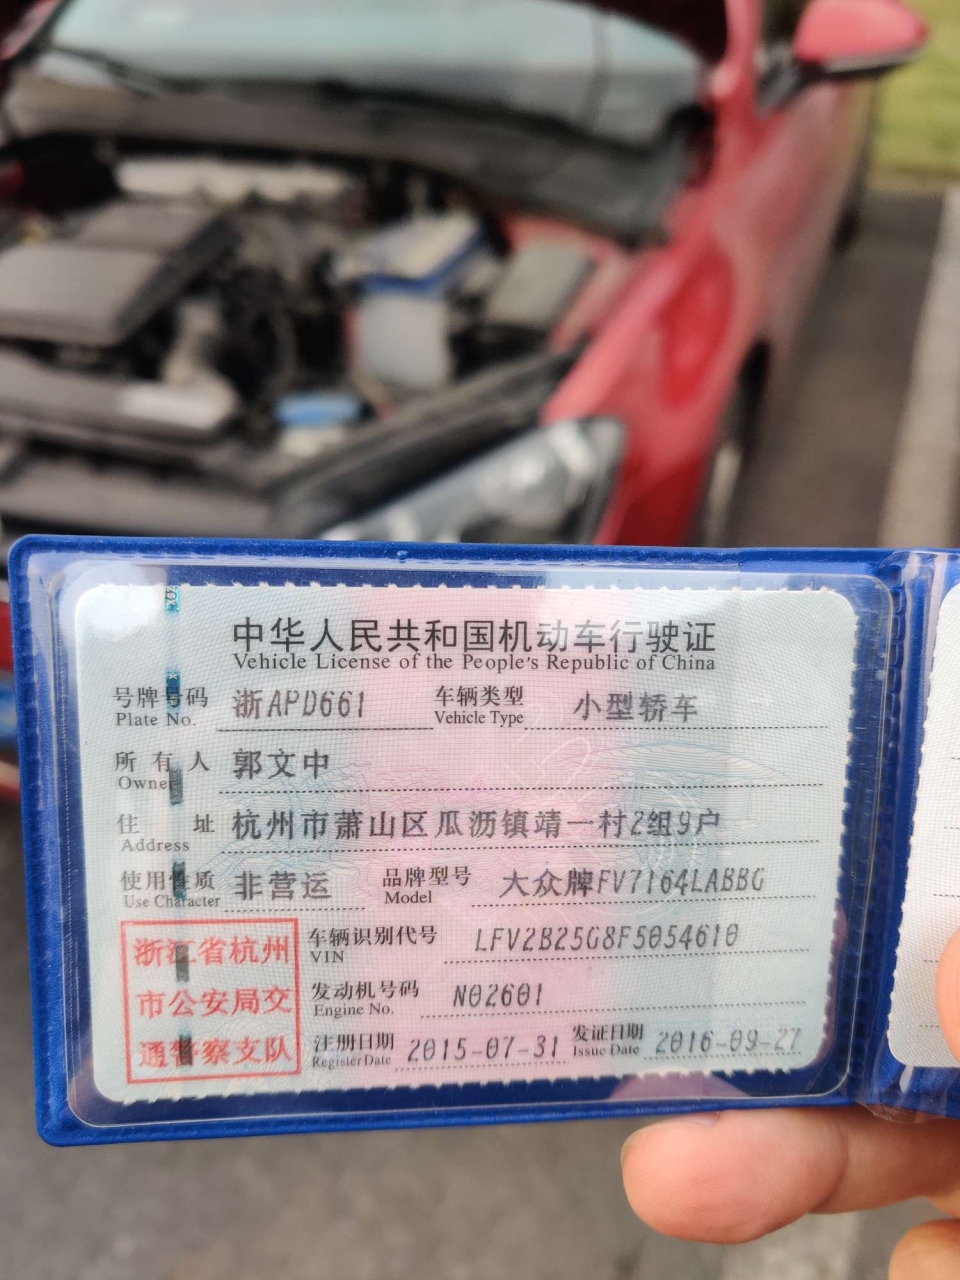 中华人民共和国机动车行驶证
Vehicle License of the People's Republic of China
号牌号码 浙APD661 车辆类型 小型轿车
Plate No. Vehicle Type
所有人 郭文中
Owner
住址 杭州市萧山区瓜沥镇靖一村2组9户
Address
使用性质 非营运 品牌型号 大众牌FV7164LABBG
Use Character Model
浙江省杭州 车辆识别代号 LFV2B25G8F5054610
VIN
市公安局交 发动机号码 N02601
Engine No.
通警察支队 注册日期 2015-07-31 发证日期 2016-09-27
Register Date Issue Date